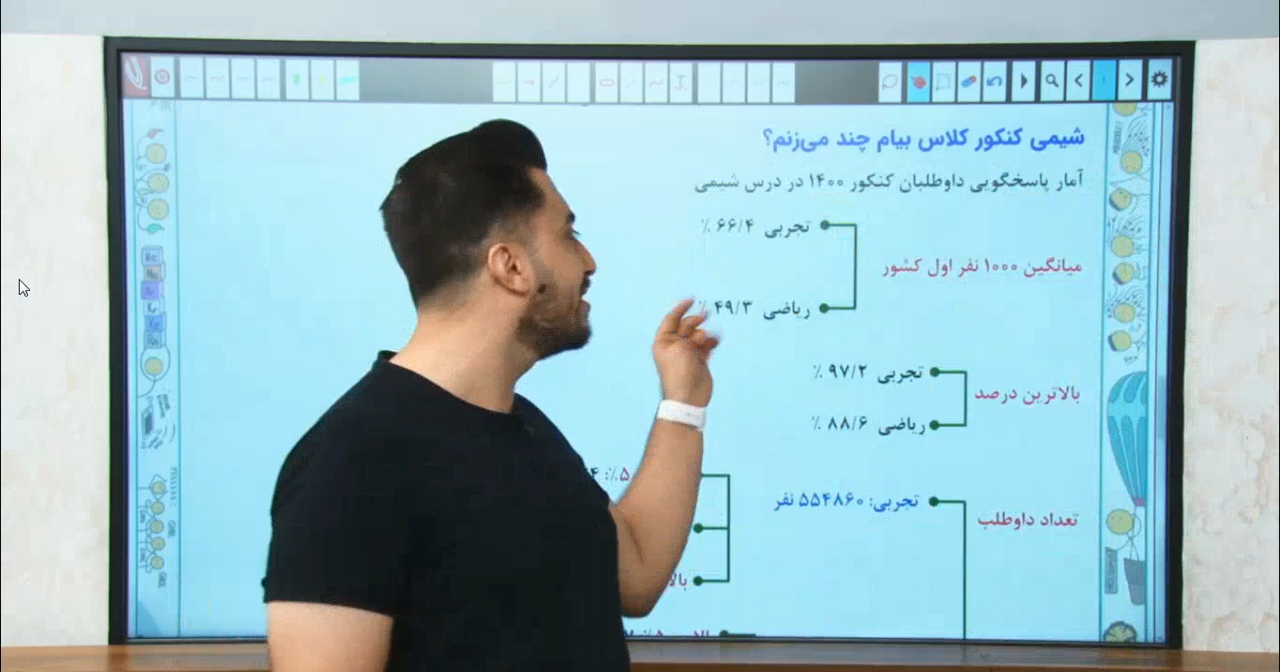 شیمی کنکور کلاس بیام چند می‌زنم؟
آمار پاسخگویی داوطلبان کنکور ۱۴۰۰ در درس شیمی
میانگین ۱۰۰۰ نفر اول کشور
تجربی ۶۶/۴ ٪
ریاضی ۴۹/۳ ٪
بالاترین درصد
تجربی ۹۷/۲ ٪
ریاضی ۸۸/۶ ٪
تعداد داوطلب
تجربی: ۵۵۴۸۶۰ نفر